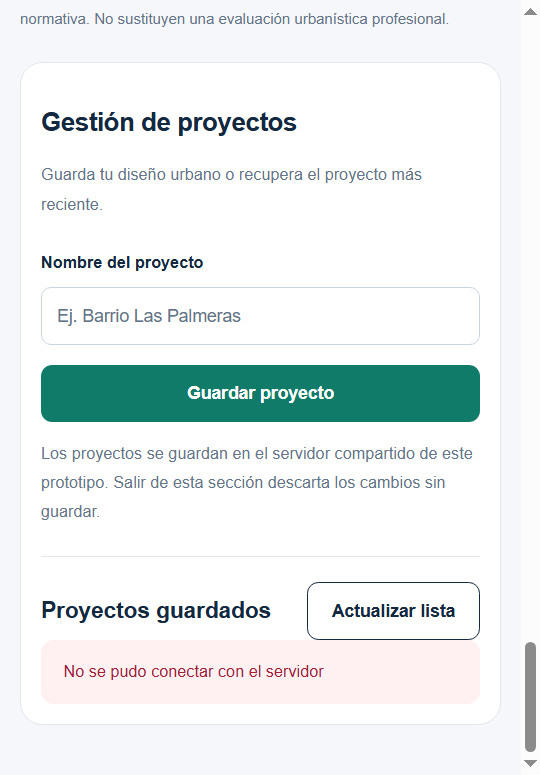 normativa. No sustituyen una evaluación urbanística profesional.
Gestión de proyectos
Guarda tu diseño urbano o recupera el proyecto más
reciente.
Nombre del proyecto
Ej. Barrio Las Palmeras
Guardar proyecto
Los proyectos se guardan en el servidor compartido de este
prototipo. Salir de esta sección descarta los cambios sin
guardar.
Proyectos guardados
Actualizar lista
No se pudo conectar con el servidor